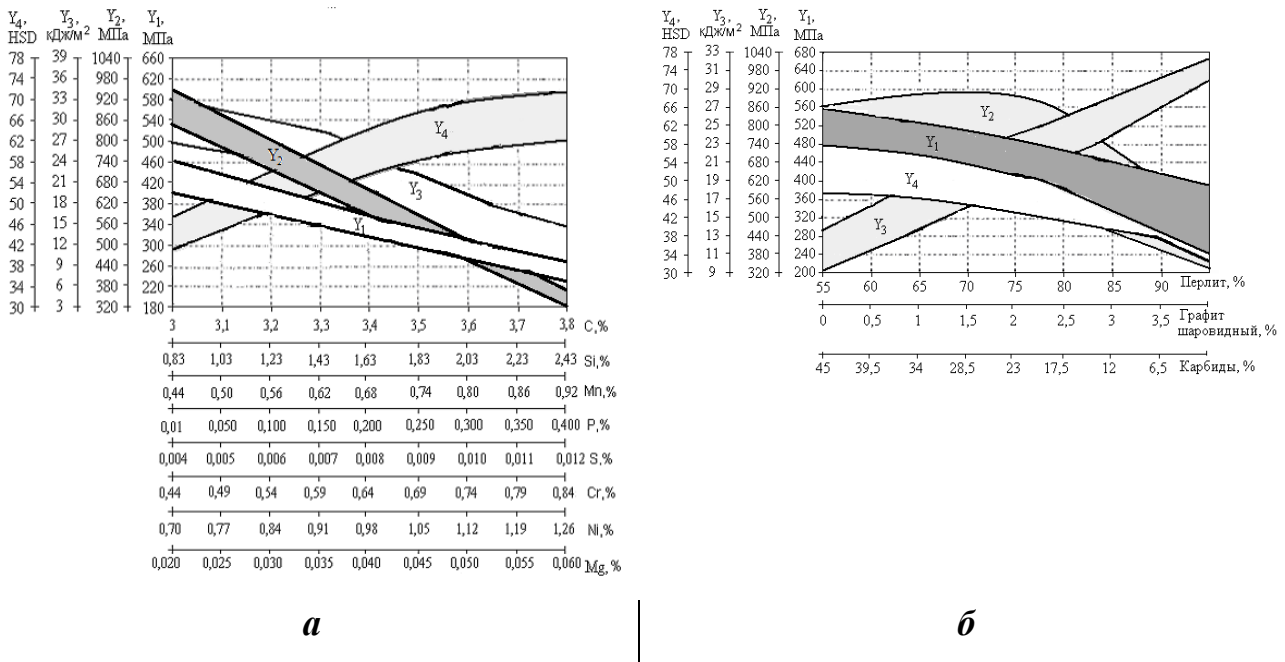 Y4, Y3, Y2, Y1,
HSD кДж/м2 МПа МПа
78 39 1040 660
74 36 980 620
70 33 920 580
66 30 860 540
62 27 800 500
58 24 740 460
54 21 680 420
50 18 620 380
46 15 560 340
42 12 500 300
38 9 440 260
34 6 380 220
30 3 320 180
Y4
Y2
Y3
Y1
3 3,1 3,2 3,3 3,4 3,5 3,6 3,7 3,8 C,%
0,83 1,03 1,23 1,43 1,63 1,83 2,03 2,23 2,43 Si,%
0,44 0,50 0,56 0,62 0,68 0,74 0,80 0,86 0,92 Mn,%
0,01 0,050 0,100 0,150 0,200 0,250 0,300 0,350 0,400 P,%
0,004 0,005 0,006 0,007 0,008 0,009 0,010 0,011 0,012 S,%
0,44 0,49 0,54 0,59 0,64 0,69 0,74 0,79 0,84 Cr,%
0,70 0,77 0,84 0,91 0,98 1,05 1,12 1,19 1,26 Ni,%
0,020 0,025 0,030 0,035 0,040 0,045 0,050 0,055 0,060 Mg,%
а
Y4, Y3, Y2, Y1,
HSD кДж/м2 МПа МПа
78 33 1040 680
74 31 980 640
70 29 920 600
66 27 860 560
62 25 800 520
58 23 740 480
54 21 680 440
50 19 620 400
46 17 560 360
42 15 500 320
38 13 440 280
34 11 380 240
30 9 320 200
Y2
Y1
Y4
Y3
55 60 65 70 75 80 85 90 Перлит, %
0 0,5 1 1,5 2 2,5 3 3,5 Графит
шаровидный, %
45 39,5 34 28,5 23 17,5 12 6,5 Карбиды, %
б